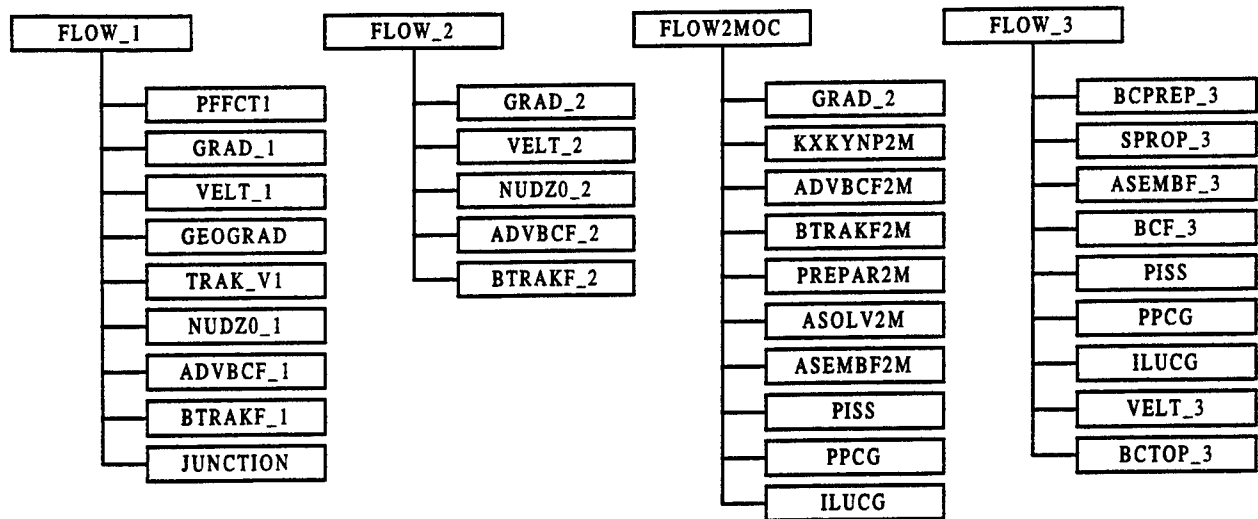 FLOW_1
PFFCT1
GRAD_1
VELT_1
GEOGRAD
TRAK_V1
NUDZ0_1
ADVBCF_1
BTRAKF_1
JUNCTION
FLOW_2
GRAD_2
VELT_2
NUDZ0_2
ADVBCF_2
BTRAKF_2
FLOW2MOC
GRAD_2
KXKYNP2M
ADVBCF2M
BTRAKF2M
PREPAR2M
ASOLV2M
ASEMBF2M
PISS
PPCG
ILUCG
FLOW_3
BCPREP_3
SPROP_3
ASEMBF_3
BCF_3
PISS
PPCG
ILUCG
VELT_3
BCTOP_3